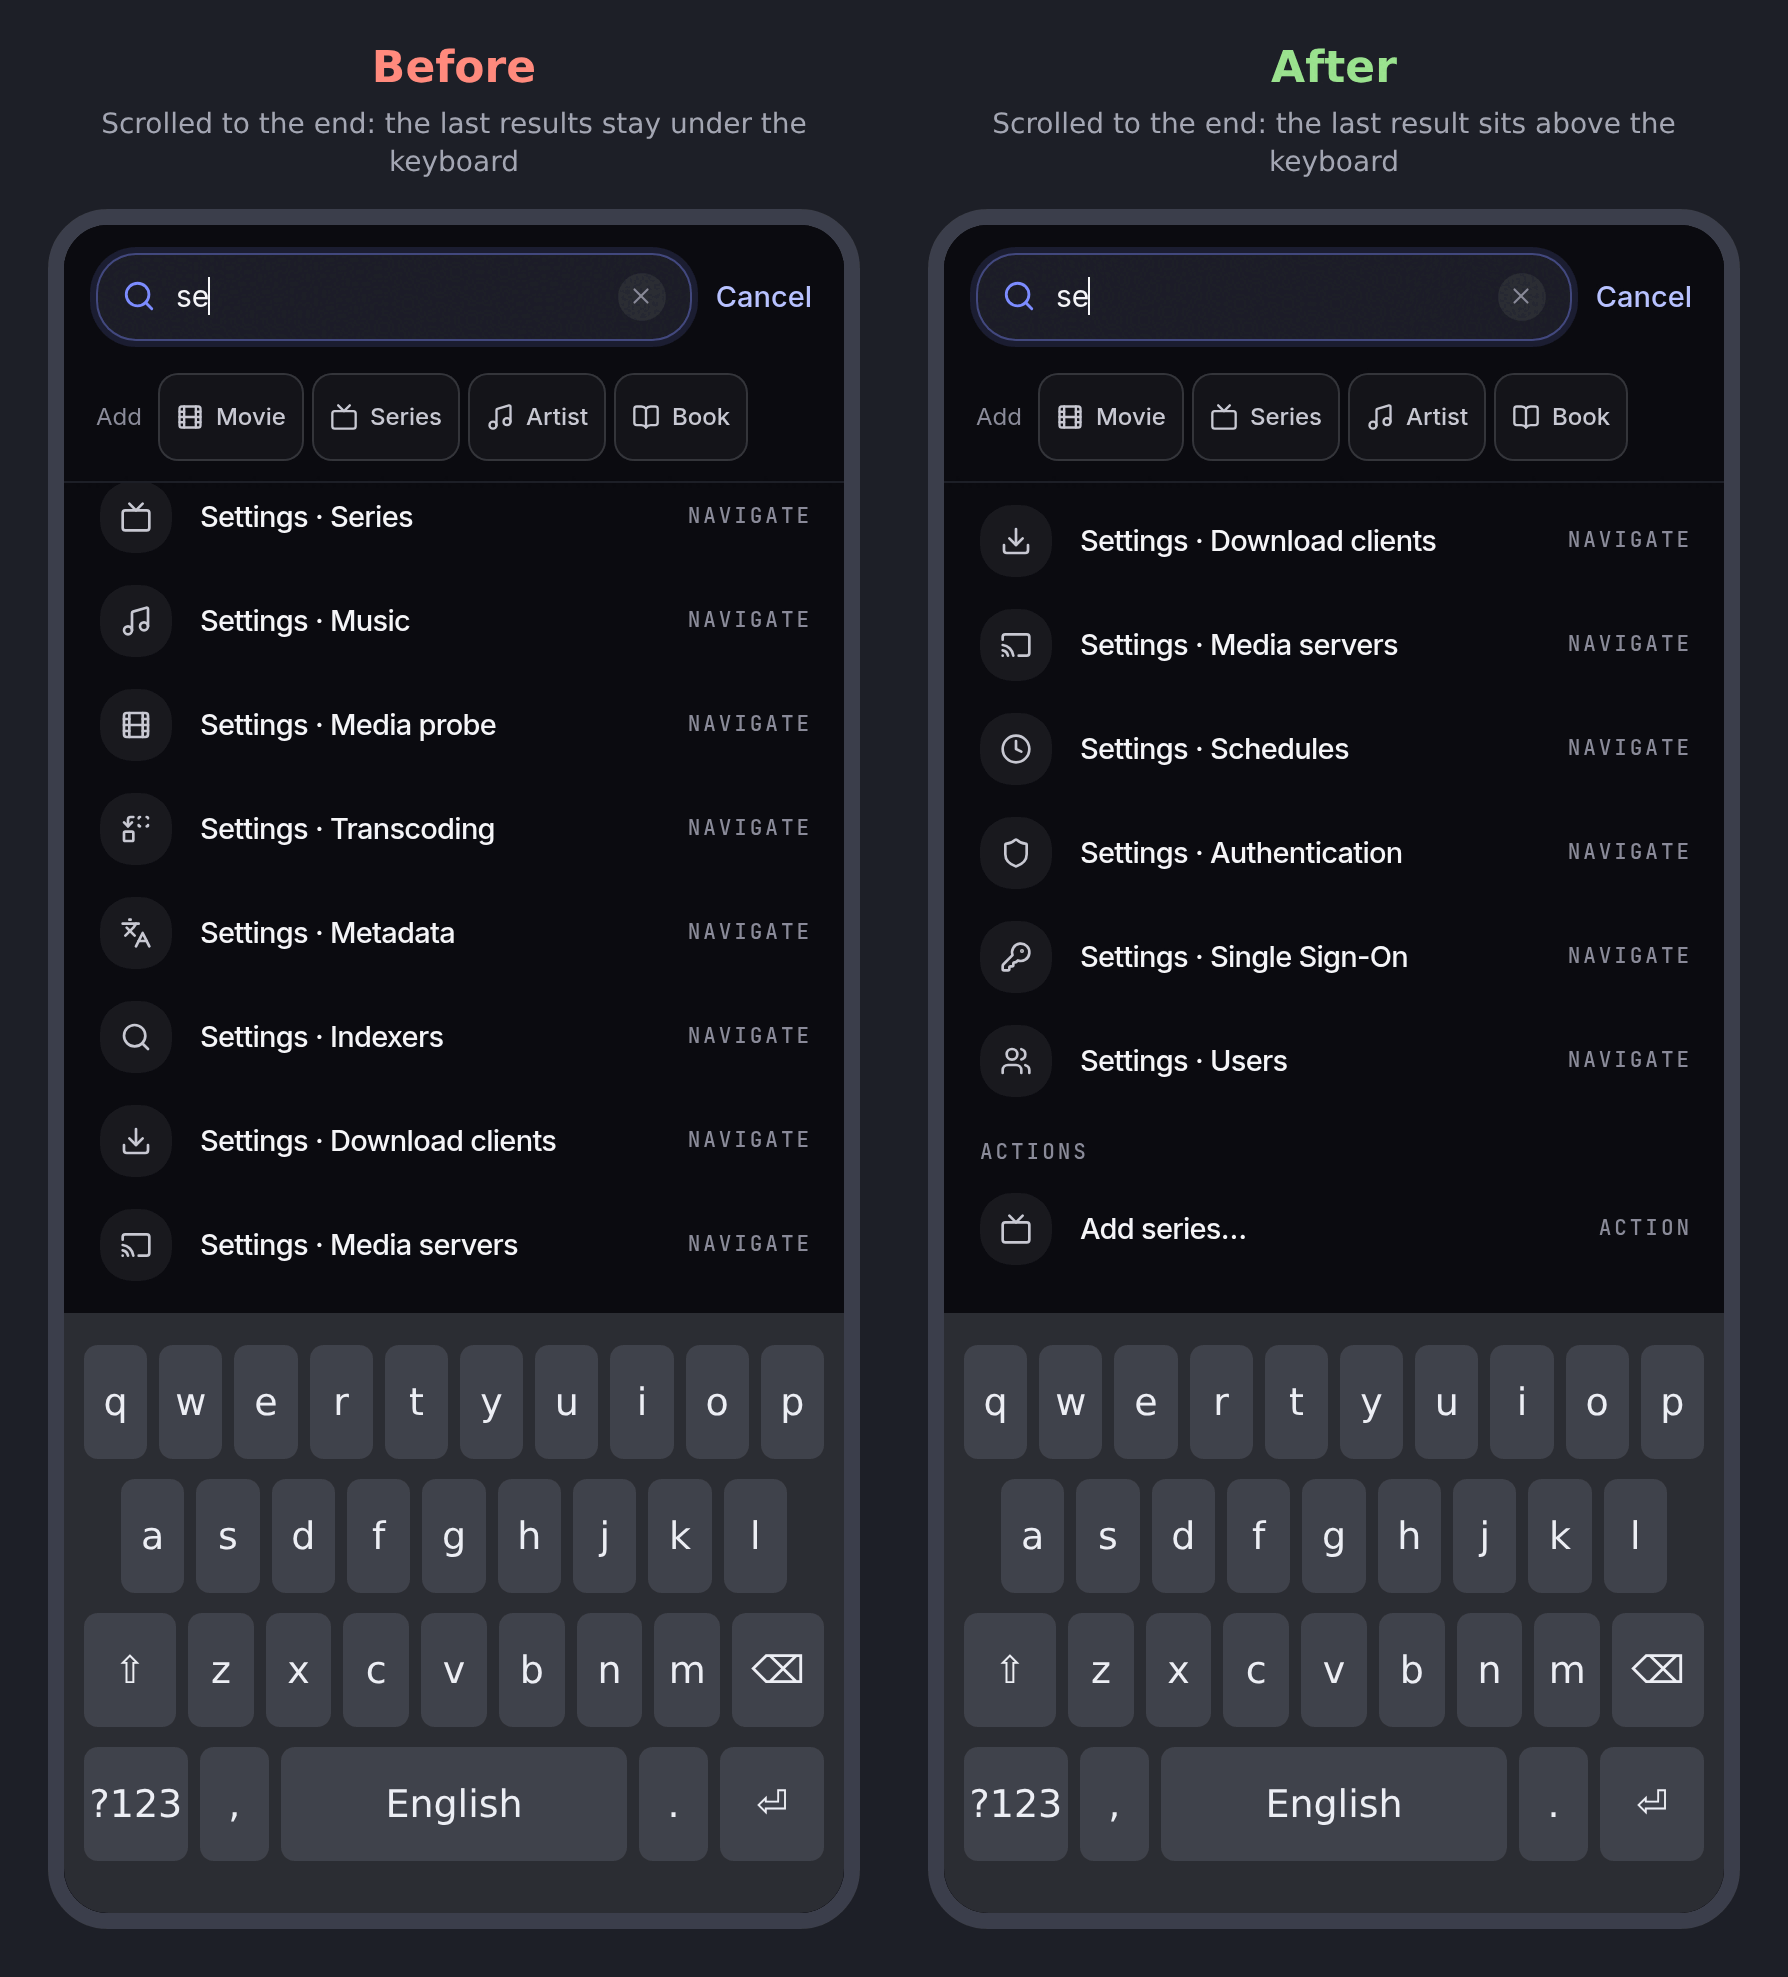 Before
Scrolled to the end: the last results stay under the
keyboard
se
Cancel
Add
Movie
Series
Artist
Book
Settings · Series NAVIGATE
Settings · Music NAVIGATE
Settings · Media probe NAVIGATE
Settings · Transcoding NAVIGATE
Settings · Metadata NAVIGATE
Settings · Indexers NAVIGATE
Settings · Download clients NAVIGATE
Settings · Media servers NAVIGATE
q w e r t y u i o p
a s d f g h j k l
⇧ z x c v b n m ⌫
?123 , English . ⏎
After
Scrolled to the end: the last result sits above the
keyboard
se
Cancel
Add
Movie
Series
Artist
Book
Settings · Download clients NAVIGATE
Settings · Media servers NAVIGATE
Settings · Schedules NAVIGATE
Settings · Authentication NAVIGATE
Settings · Single Sign-On NAVIGATE
Settings · Users NAVIGATE
ACTIONS
Add series... ACTION
q w e r t y u i o p
a s d f g h j k l
⇧ z x c v b n m ⌫
?123 , English . ⏎